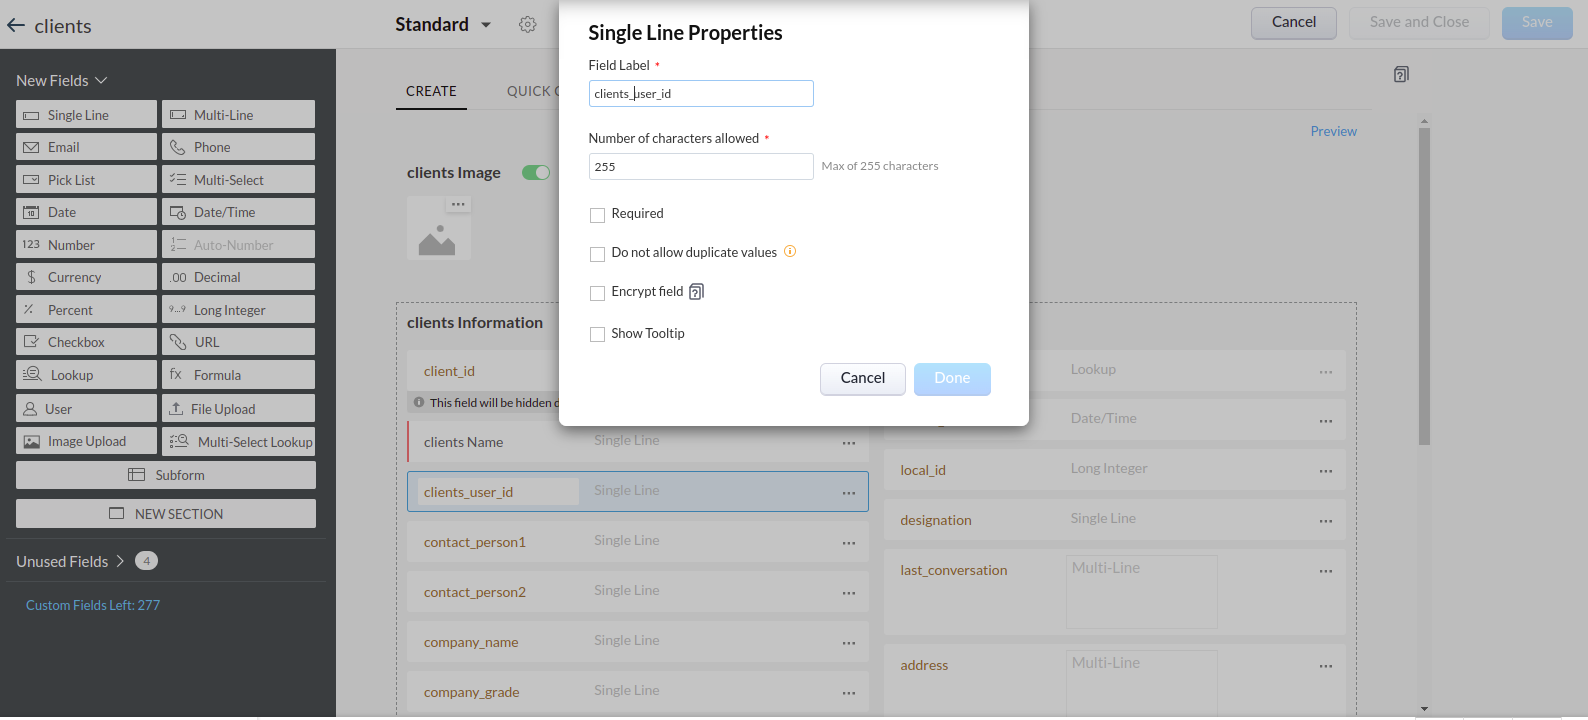 clients
Standard
Cancel
Save and Close
Save
New Fields
Single Line
Multi-Line
Email
Phone
Pick List
Multi-Select
Date
Date/Time
123 Number
Auto-Number
$ Currency
.00 Decimal
Percent
9...9 Long Integer
Checkbox
URL
Lookup
fx Formula
User
File Upload
Image Upload
Multi-Select Lookup
Subform
NEW SECTION
Unused Fields 4
Custom Fields Left: 277
CREATE
QUICK
Preview
clients Image
clients Information
client_id
This field will be hidden
clients Name
Single Line
clients_user_id
Single Line
contact_person1
Single Line
contact_person2
Single Line
company_name
Single Line
company_grade
Single Line
Lookup
Date/Time
local_id
Long Integer
designation
Single Line
last_conversation
Multi-Line
address
Multi-Line
Single Line Properties
Field Label *
clients_user_id
Number of characters allowed *
255
Max of 255 characters
Required
Do not allow duplicate values
Encrypt field
Show Tooltip
Cancel
Done